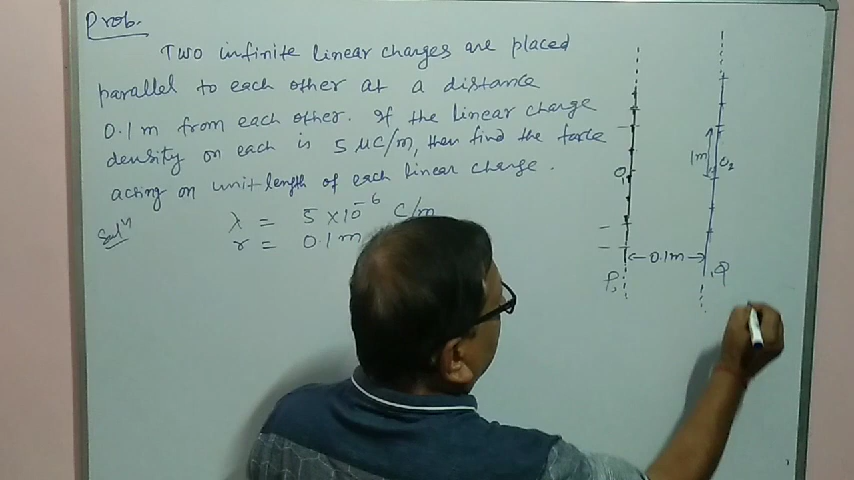 Prob.
Two infinite linear charges are placed
parallel to each other at a distance
0.1 m from each other. If the linear charge
density on each is 5 μC/m, then find the force
acting on unit length of each linear charge.
Solⁿ
λ = 5 × 10⁻⁶ C/m
r = 0.1 m
1m
O₁
O₂
0.1m
P
Q